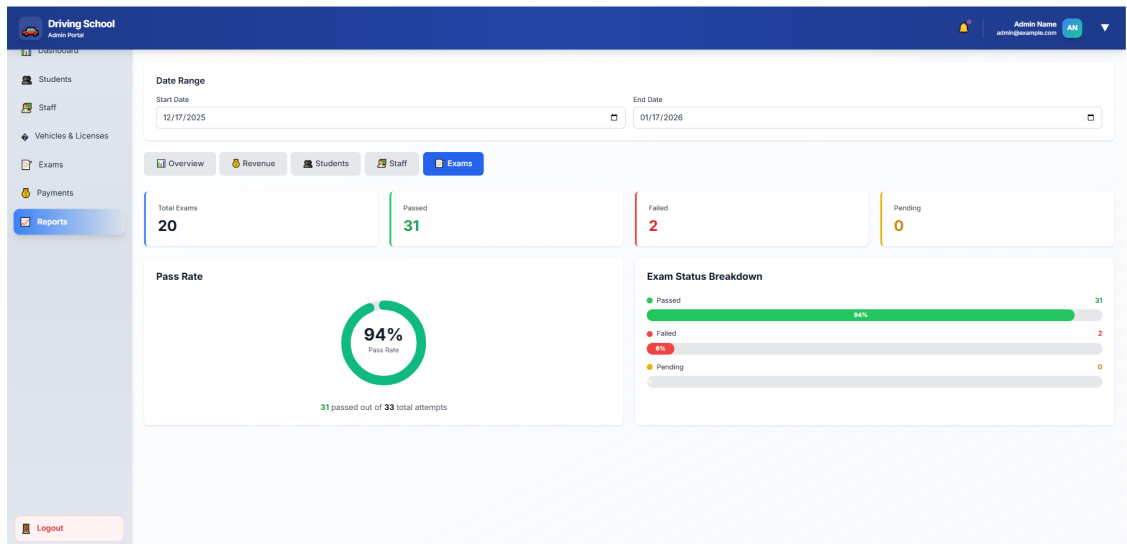 Driving School
Admin Portal
Admin Name
admin@example.com
AN
Dashboard
Students
Staff
Vehicles & Licenses
Exams
Payments
Reports
Logout
Date Range
Start Date
12/17/2025
End Date
01/17/2026
Overview
Revenue
Students
Staff
Exams
Total Exams
20
Passed
31
Failed
2
Pending
0
Pass Rate
94%
Pass Rate
31 passed out of 33 total attempts
Exam Status Breakdown
Passed
31
94%
Failed
2
6%
Pending
0